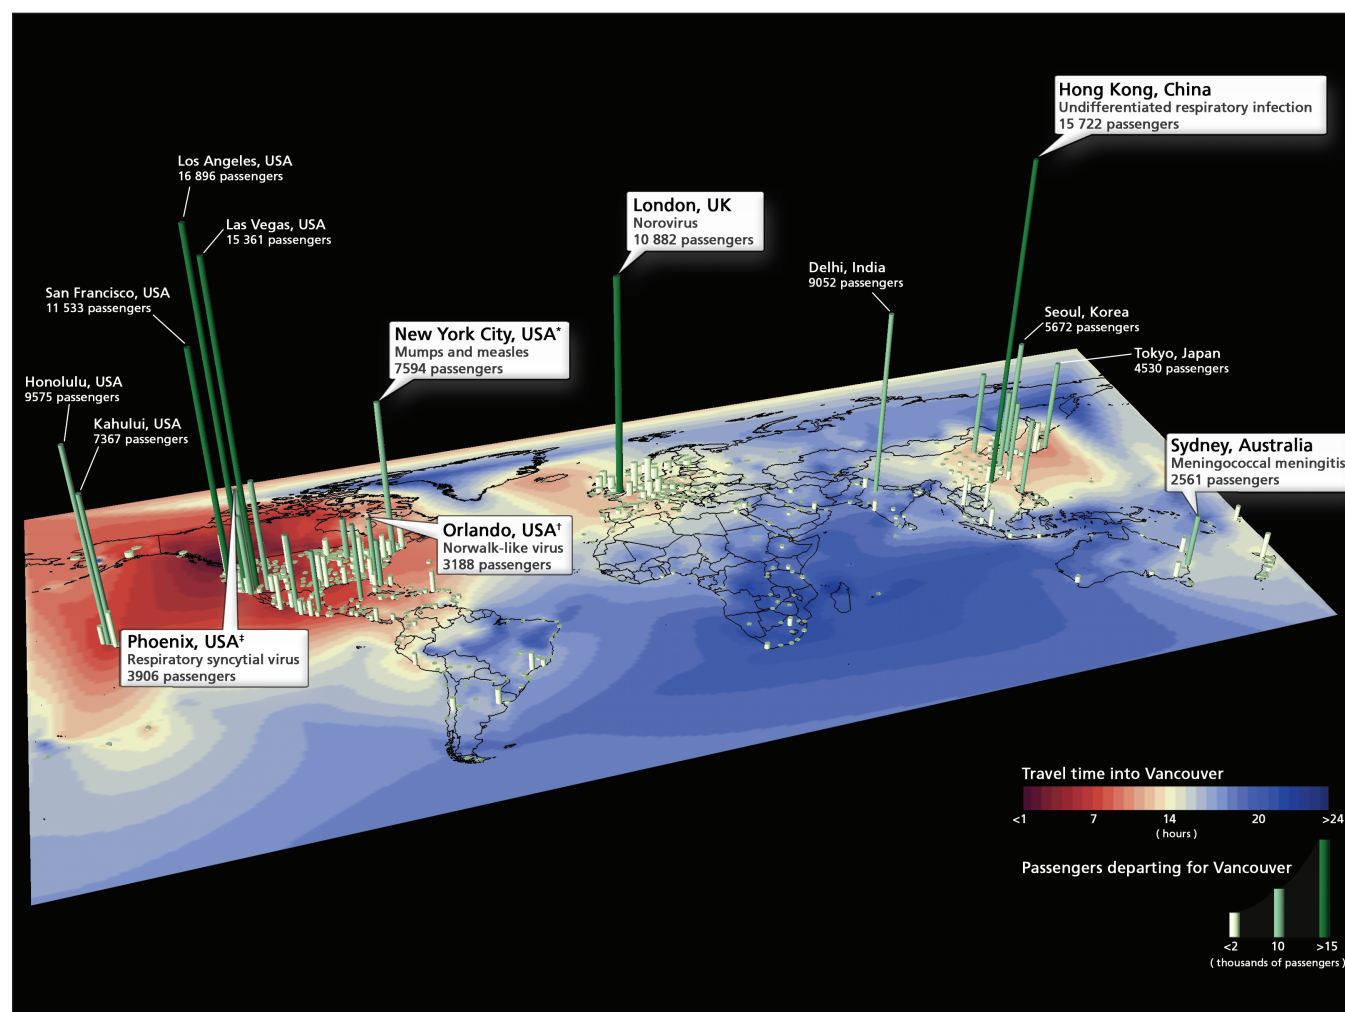 Hong Kong, China
Undifferentiated respiratory infection
15 722 passengers
Los Angeles, USA
16 896 passengers
Las Vegas, USA
15 361 passengers
London, UK
Norovirus
10 882 passengers
Delhi, India
9052 passengers
San Francisco, USA
11 533 passengers
New York City, USA*
Mumps and measles
7594 passengers
Seoul, Korea
5672 passengers
Tokyo, Japan
4530 passengers
Honolulu, USA
9575 passengers
Kahului, USA
7367 passengers
Sydney, Australia
Meningococcal meningitis
2561 passengers
Orlando, USA†
Norwalk-like virus
3188 passengers
Phoenix, USA‡
Respiratory syncytial virus
3906 passengers
Travel time into Vancouver
<1 7 14 20 >24
( hours )
Passengers departing for Vancouver
<2 10 >15
( thousands of passengers )